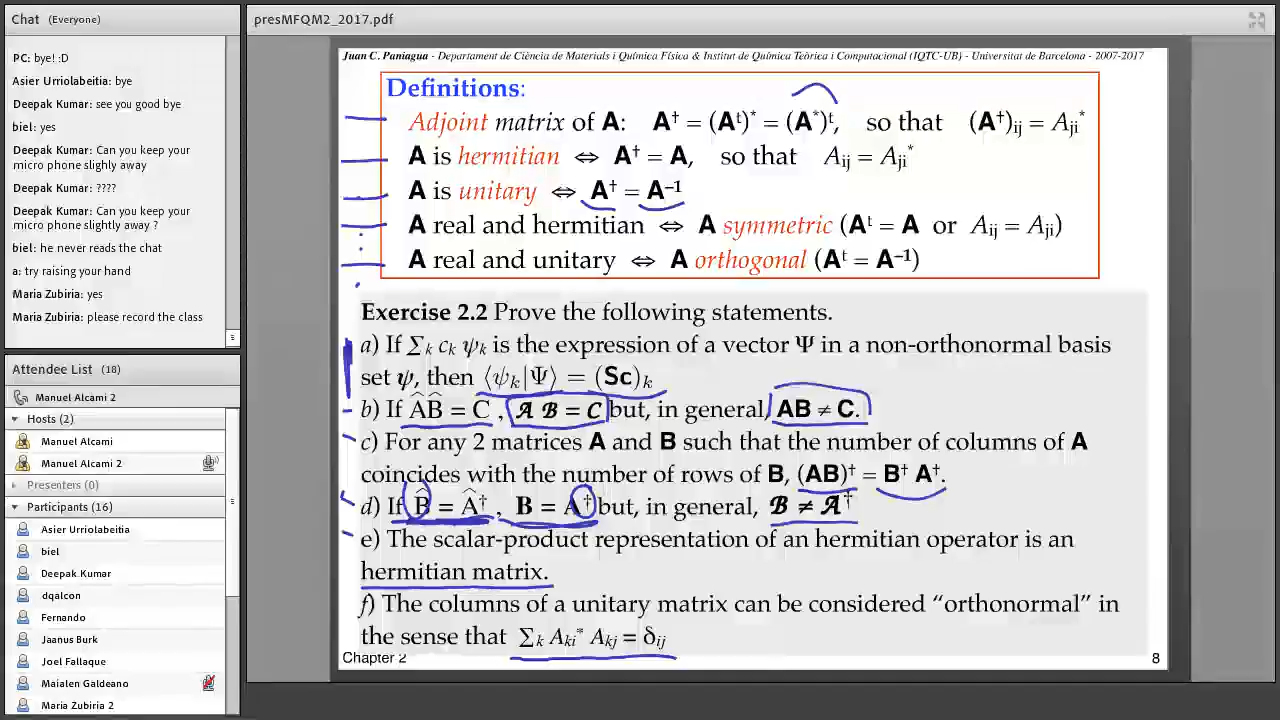 Chat (Everyone)
PC: bye! :D
Asier Urriolabeitia: bye
Deepak Kumar: see you good bye
biel: yes
Deepak Kumar: Can you keep your
micro phone slighly away
Deepak Kumar: ????
Deepak Kumar: Can you keep your
micro phone slighly away ?
biel: he never reads the chat
a: try raising your hand
Maria Zubiria: yes
Maria Zubiria: please record the class
Attendee List (18)
Manuel Alcami 2
Hosts (2)
Manuel Alcami
Manuel Alcami 2
Presenters (0)
Participants (16)
Asier Urriolabeitia
biel
Deepak Kumar
dqalcon
Fernando
Jaanus Burk
Joel Fallaque
Maialen Galdeano
Maria Zubiria 2
presMFQM2_2017.pdf
Juan C. Paniagua - Departament de Ciència de Materials i Química Física & Institut de Química Teòrica i Computacional (IQTC-UB) - Universitat de Barcelona - 2007-2017
Definitions:
Adjoint matrix of A: A† = (Aᵗ)* = (A*)ᵗ, so that (A†)ij = Aji*
A is hermitian ⇔ A† = A, so that Aij = Aji*
A is unitary ⇔ A† = A⁻¹
A real and hermitian ⇔ A symmetric (Aᵗ = A or Aij = Aji)
A real and unitary ⇔ A orthogonal (Aᵗ = A⁻¹)
Exercise 2.2 Prove the following statements.
a) If ∑k ck ψk is the expression of a vector Ψ in a non-orthonormal basis
set ψ, then ⟨ψk|Ψ⟩ = (Sc)k
b) If ÂB̂ = Ĉ, 𝓐 𝓑 = 𝓒 but, in general, AB ≠ C.
c) For any 2 matrices A and B such that the number of columns of A
coincides with the number of rows of B, (AB)† = B† A†.
d) If B̂ = Â†, B = A† but, in general, 𝓑 ≠ 𝓐†
e) The scalar-product representation of an hermitian operator is an
hermitian matrix.
f) The columns of a unitary matrix can be considered “orthonormal” in
the sense that ∑k Aki* Akj = δij
Chapter 2
8